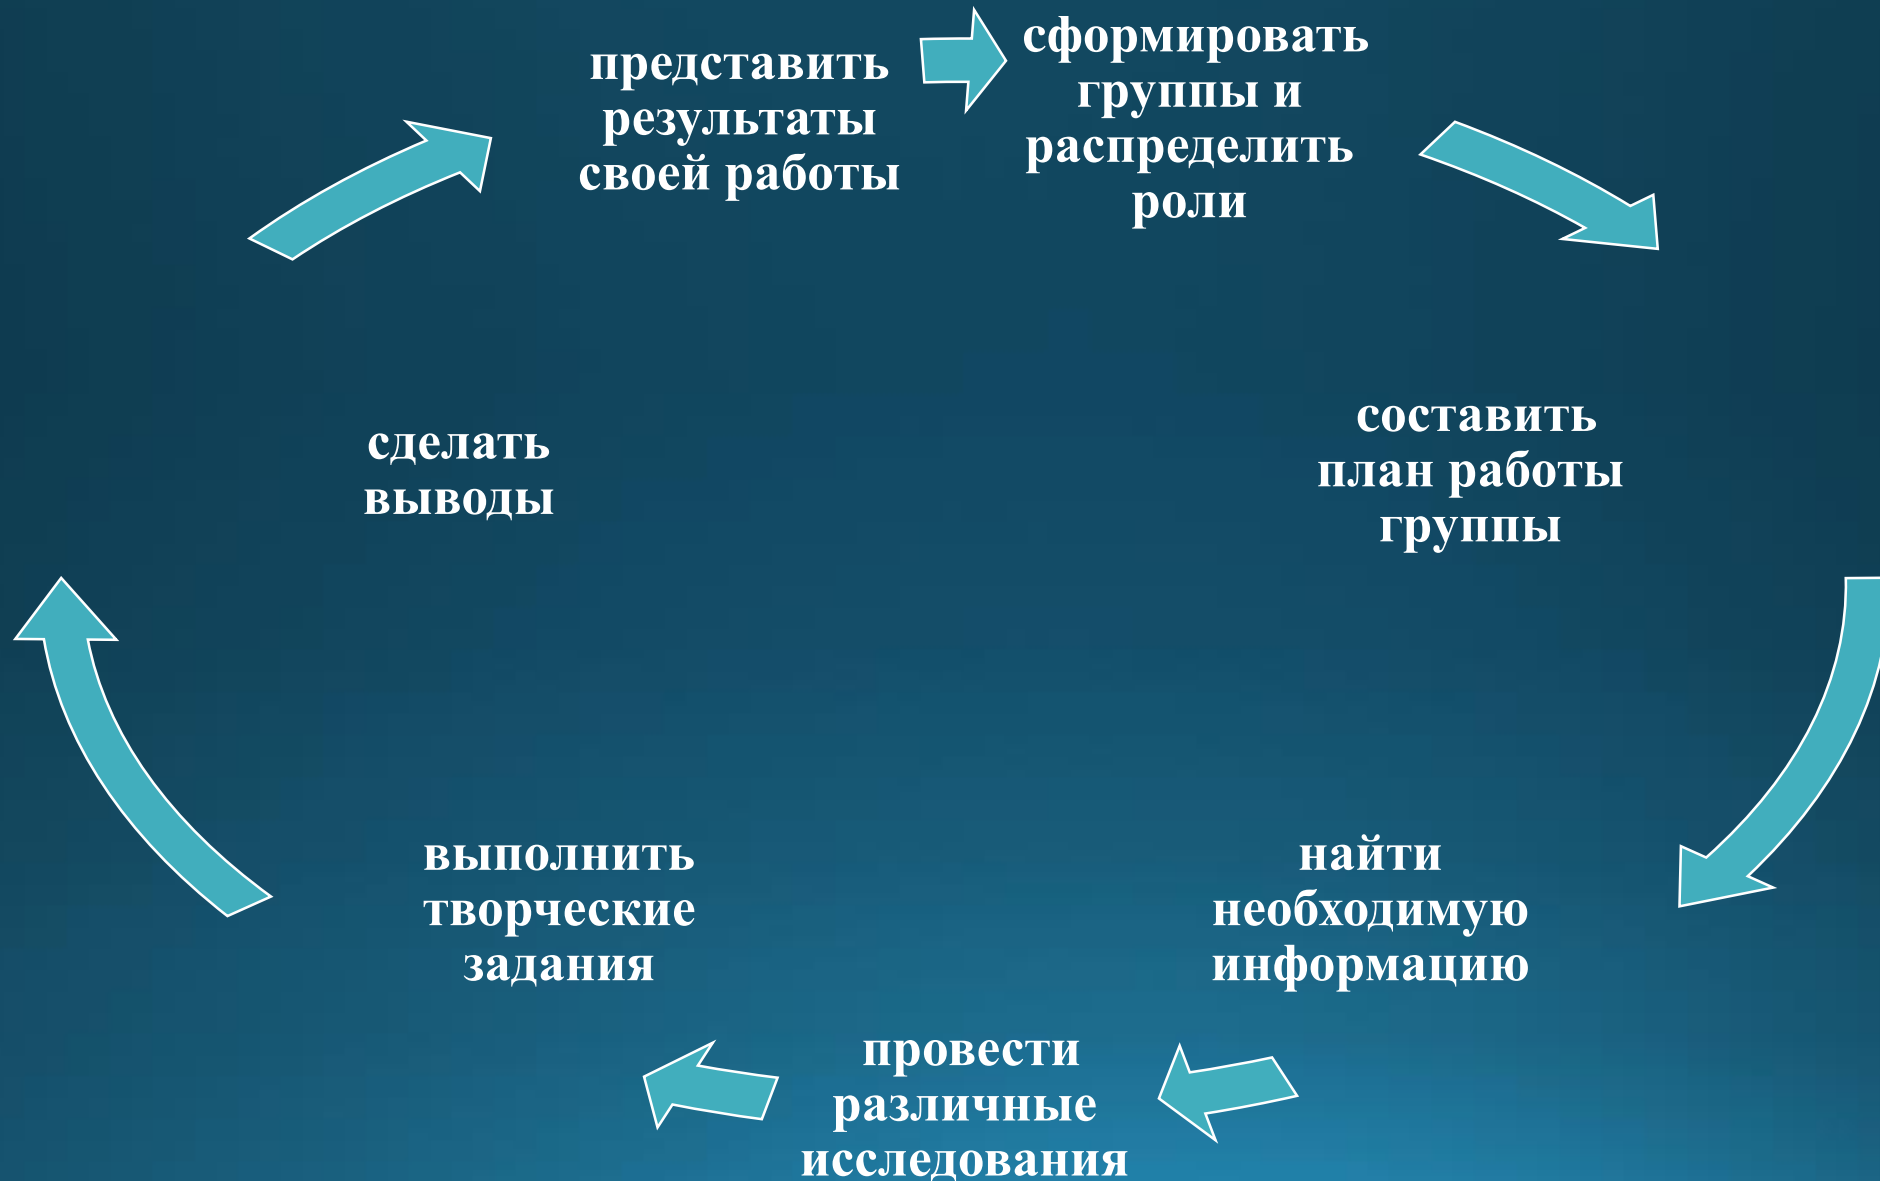 представить
результаты
своей работы
сформировать
группы и
распределить
роли
составить
план работы
группы
найти
необходимую
информацию
провести
различные
исследования
выполнить
творческие
задания
сделать
выводы